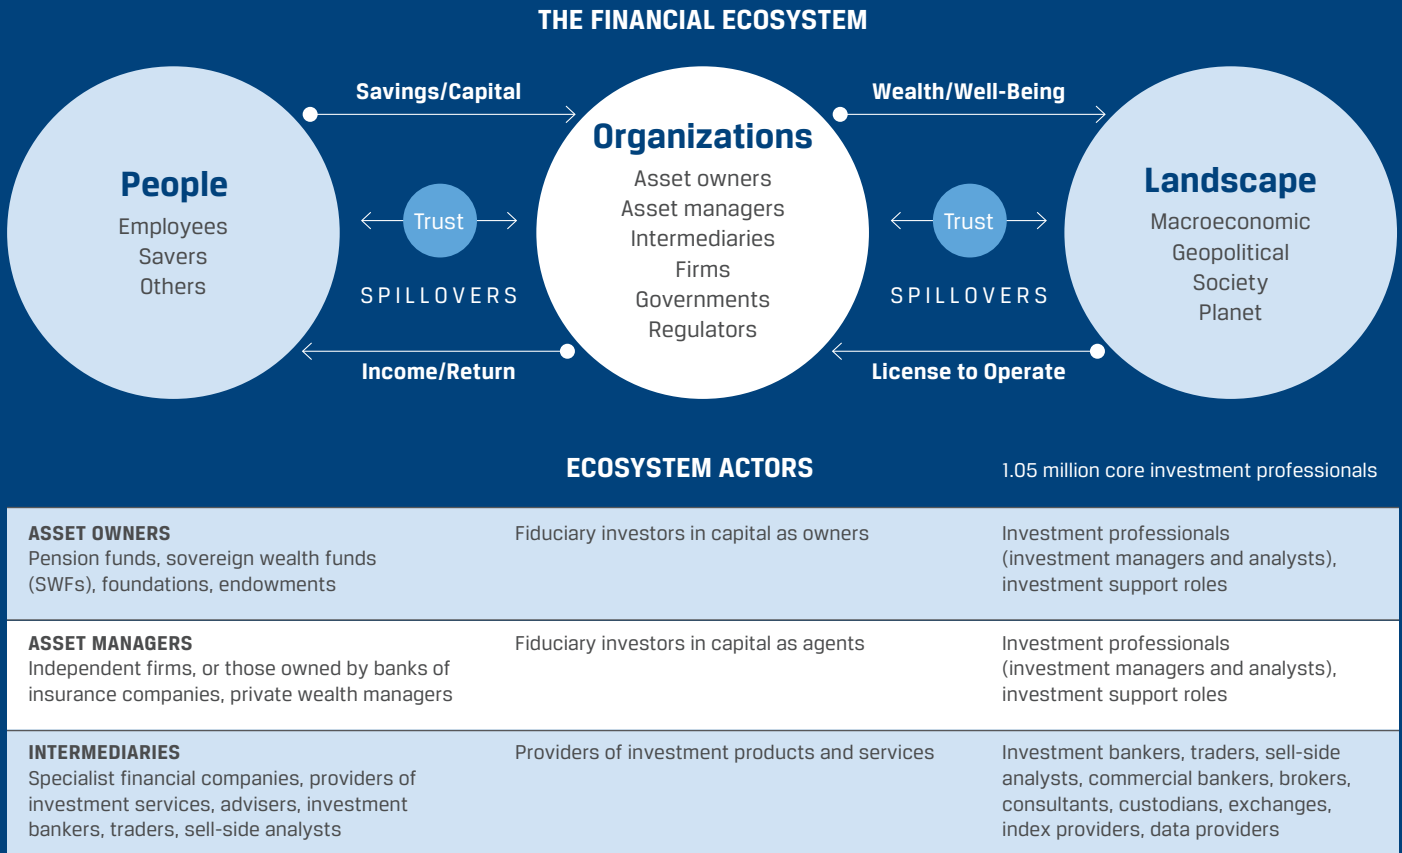 THE FINANCIAL ECOSYSTEM
Savings/Capital
Wealth/Well-Being
People
Employees
Savers
Others
Trust
SPILLOVERS
Income/Return
Organizations
Asset owners
Asset managers
Intermediaries
Firms
Governments
Regulators
Trust
SPILLOVERS
License to Operate
Landscape
Macroeconomic
Geopolitical
Society
Planet
ECOSYSTEM ACTORS
1.05 million core investment professionals
ASSET OWNERS
Pension funds, sovereign wealth funds
(SWFs), foundations, endowments
Fiduciary investors in capital as owners
Investment professionals
(investment managers and analysts),
investment support roles
ASSET MANAGERS
Independent firms, or those owned by banks of
insurance companies, private wealth managers
Fiduciary investors in capital as agents
Investment professionals
(investment managers and analysts),
investment support roles
INTERMEDIARIES
Specialist financial companies, providers of
investment services, advisers, investment
bankers, traders, sell-side analysts
Providers of investment products and services
Investment bankers, traders, sell-side
analysts, commercial bankers, brokers,
consultants, custodians, exchanges,
index providers, data providers